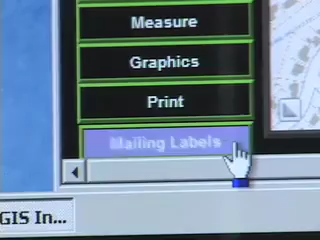 Measure
Graphics
Print
Mailing Labels
GIS In...